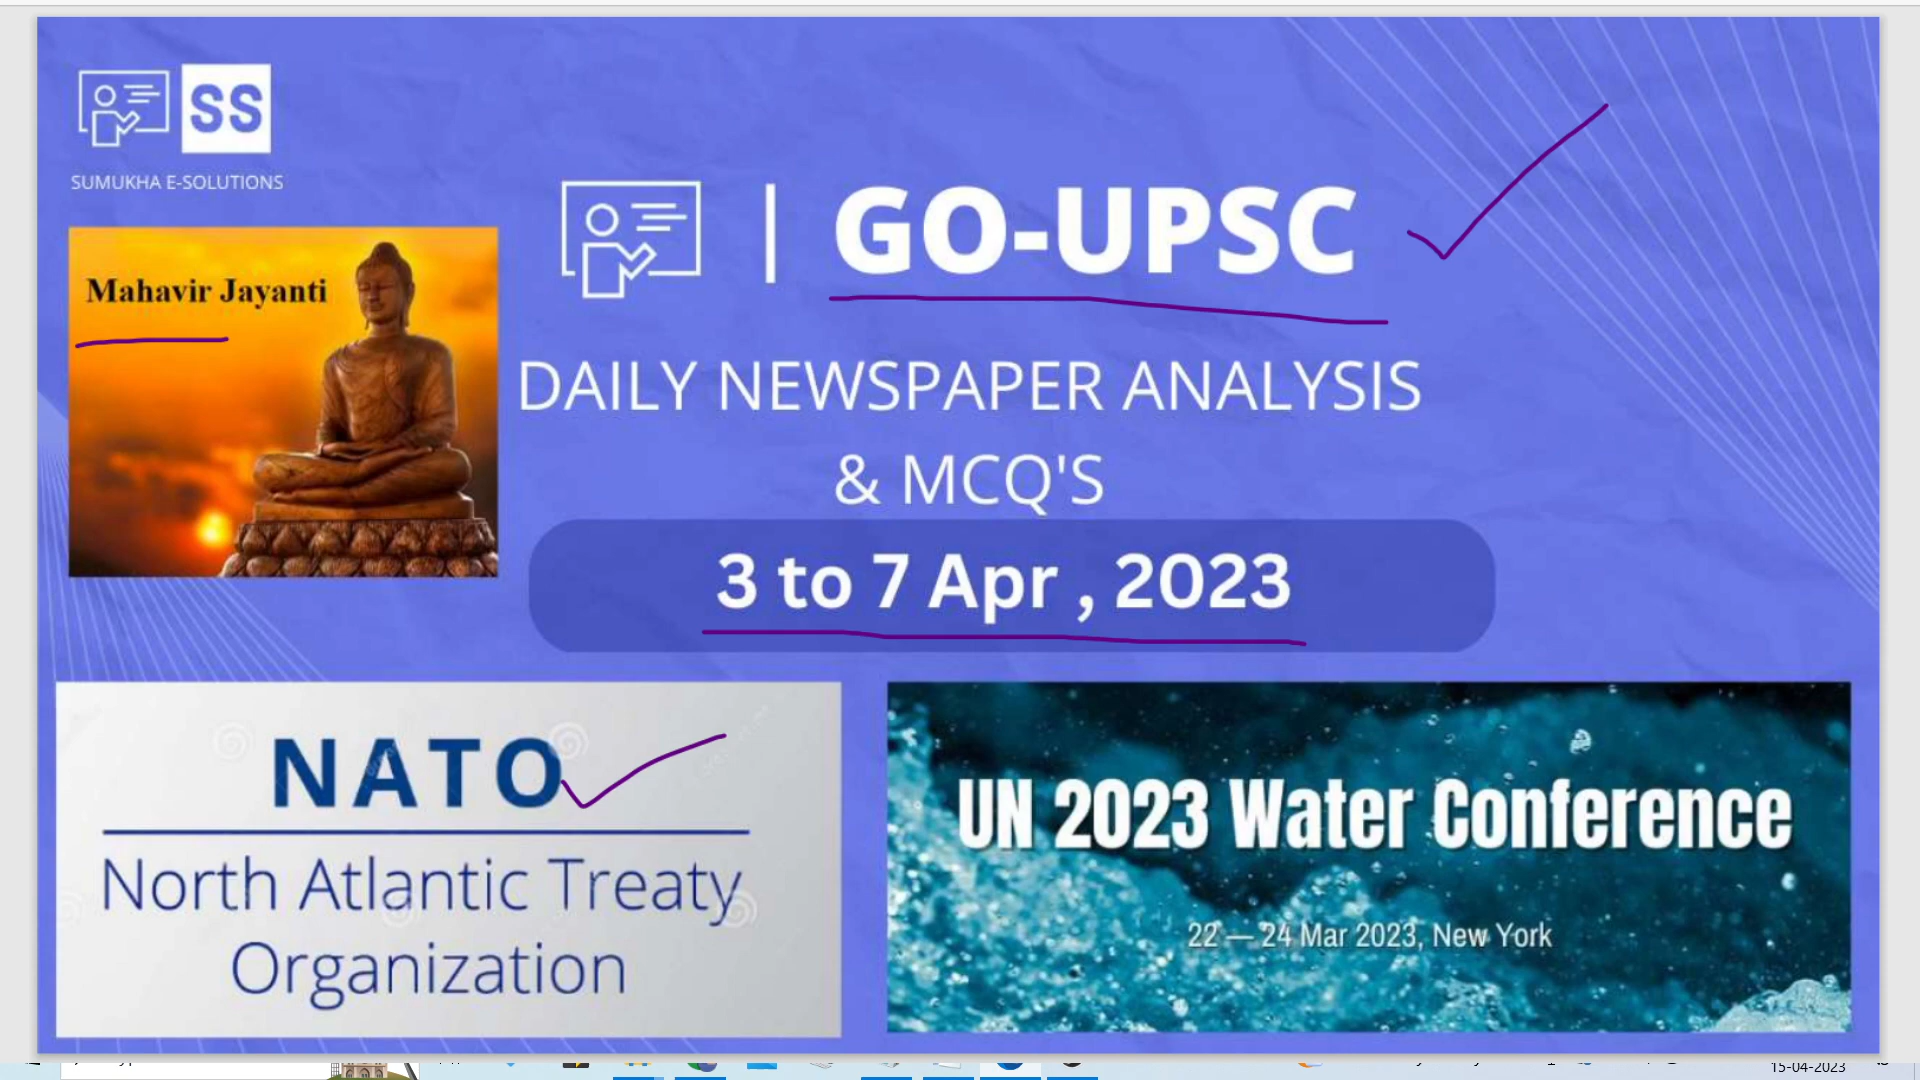 SS
SUMUKHA E-SOLUTIONS
| GO-UPSC
Mahavir Jayanti
DAILY NEWSPAPER ANALYSIS
& MCQ'S
3 to 7 Apr , 2023
NATO
North Atlantic Treaty
Organization
UN 2023 Water Conference
22 — 24 Mar 2023, New York
15-04-2023